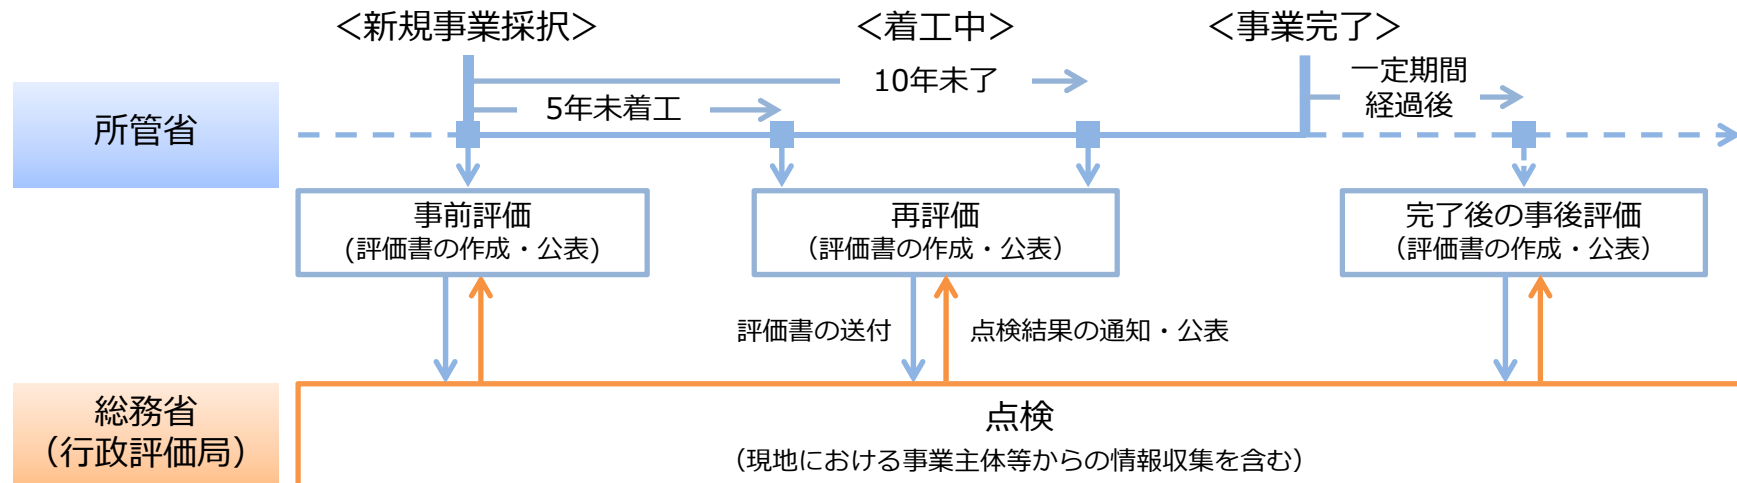 ＜新規事業採択＞
＜着工中＞
＜事業完了＞
10年未了
5年未着工
一定期間
経過後
所管省
事前評価
(評価書の作成・公表)
再評価
（評価書の作成・公表）
完了後の事後評価
（評価書の作成・公表）
評価書の送付
点検結果の通知・公表
総務省
（行政評価局）
点検
（現地における事業主体等からの情報収集を含む）